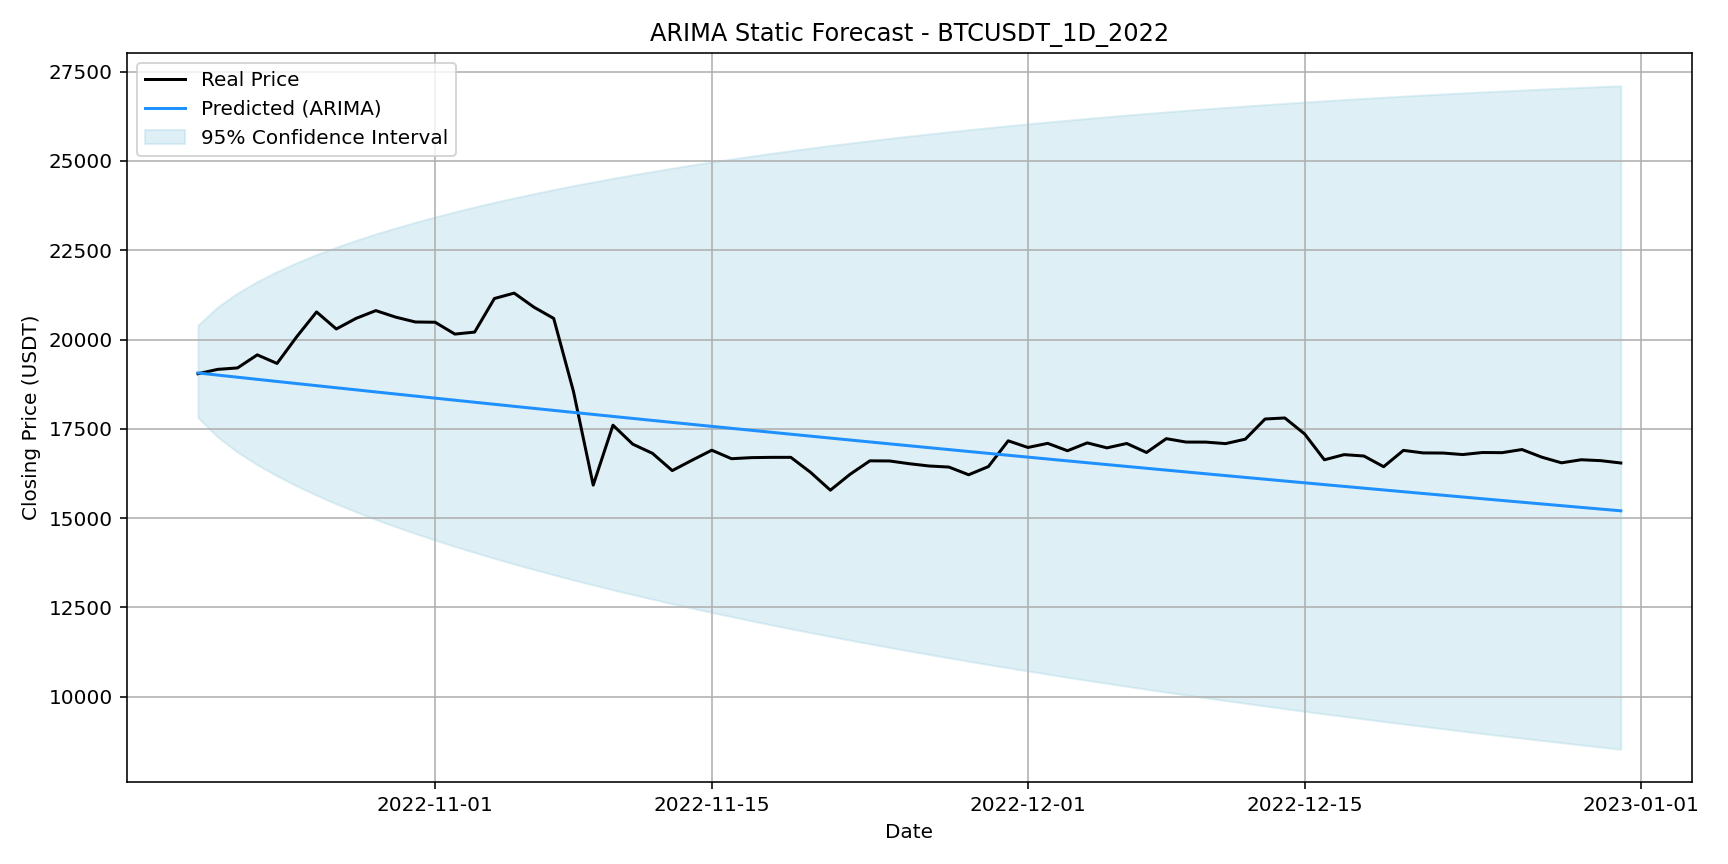 ARIMA Static Forecast - BTCUSDT_1D_2022
Real Price
Predicted (ARIMA)
95% Confidence Interval
Closing Price (USDT)
27500
25000
22500
20000
17500
15000
12500
10000
2022-11-01
2022-11-15
2022-12-01
2022-12-15
2023-01-01
Date